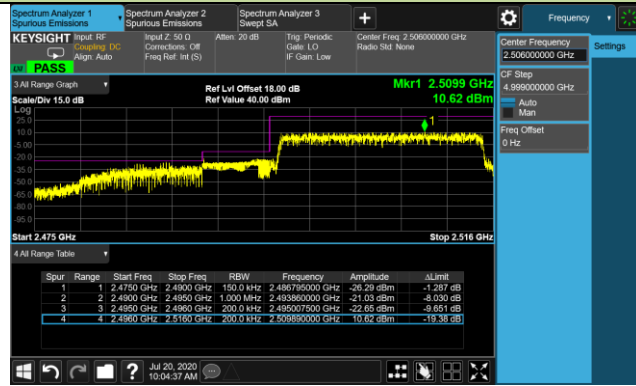 Spectrum Analyzer 1
Spurious Emissions
Spectrum Analyzer 2
Spurious Emissions
Spectrum Analyzer 3
Swept SA
Frequency
KEYSIGHT
Input: RF
Coupling: DC
Align: Auto
Input Z: 50 Ω
Corrections: Off
Freq Ref: Int (S)
Atten: 20 dB
Trig: Periodic
Gate: LO
IF Gain: Low
Center Freq: 2.506000000 GHz
Radio Std: None
LXI
PASS
Center Frequency
2.506000000 GHz
Settings
CF Step
4.999000000 GHz
Auto
Man
Freq Offset
0 Hz
3 All Range Graph
Scale/Div 15.0 dB
Ref Lvl Offset 18.00 dB
Ref Value 40.00 dBm
Mkr1 2.5099 GHz
10.62 dBm
Log
25.0
10.0
-5.00
-20.0
-35.0
-50.0
-65.0
-80.0
-95.0
1
Start 2.475 GHz
Stop 2.516 GHz
4 All Range Table
Spur Range Start Freq Stop Freq RBW Frequency Amplitude ΔLimit
1 1 2.4750 GHz 2.4900 GHz 150.0 kHz 2.486795000 GHz -26.29 dBm -1.287 dB
2 2 2.4900 GHz 2.4950 GHz 1.000 MHz 2.493860000 GHz -21.03 dBm -8.030 dB
3 3 2.4950 GHz 2.4960 GHz 200.0 kHz 2.495007500 GHz -22.65 dBm -9.651 dB
4 4 2.4960 GHz 2.5160 GHz 200.0 kHz 2.509890000 GHz 10.62 dBm -19.38 dB
Jul 20, 2020
10:04:37 AM